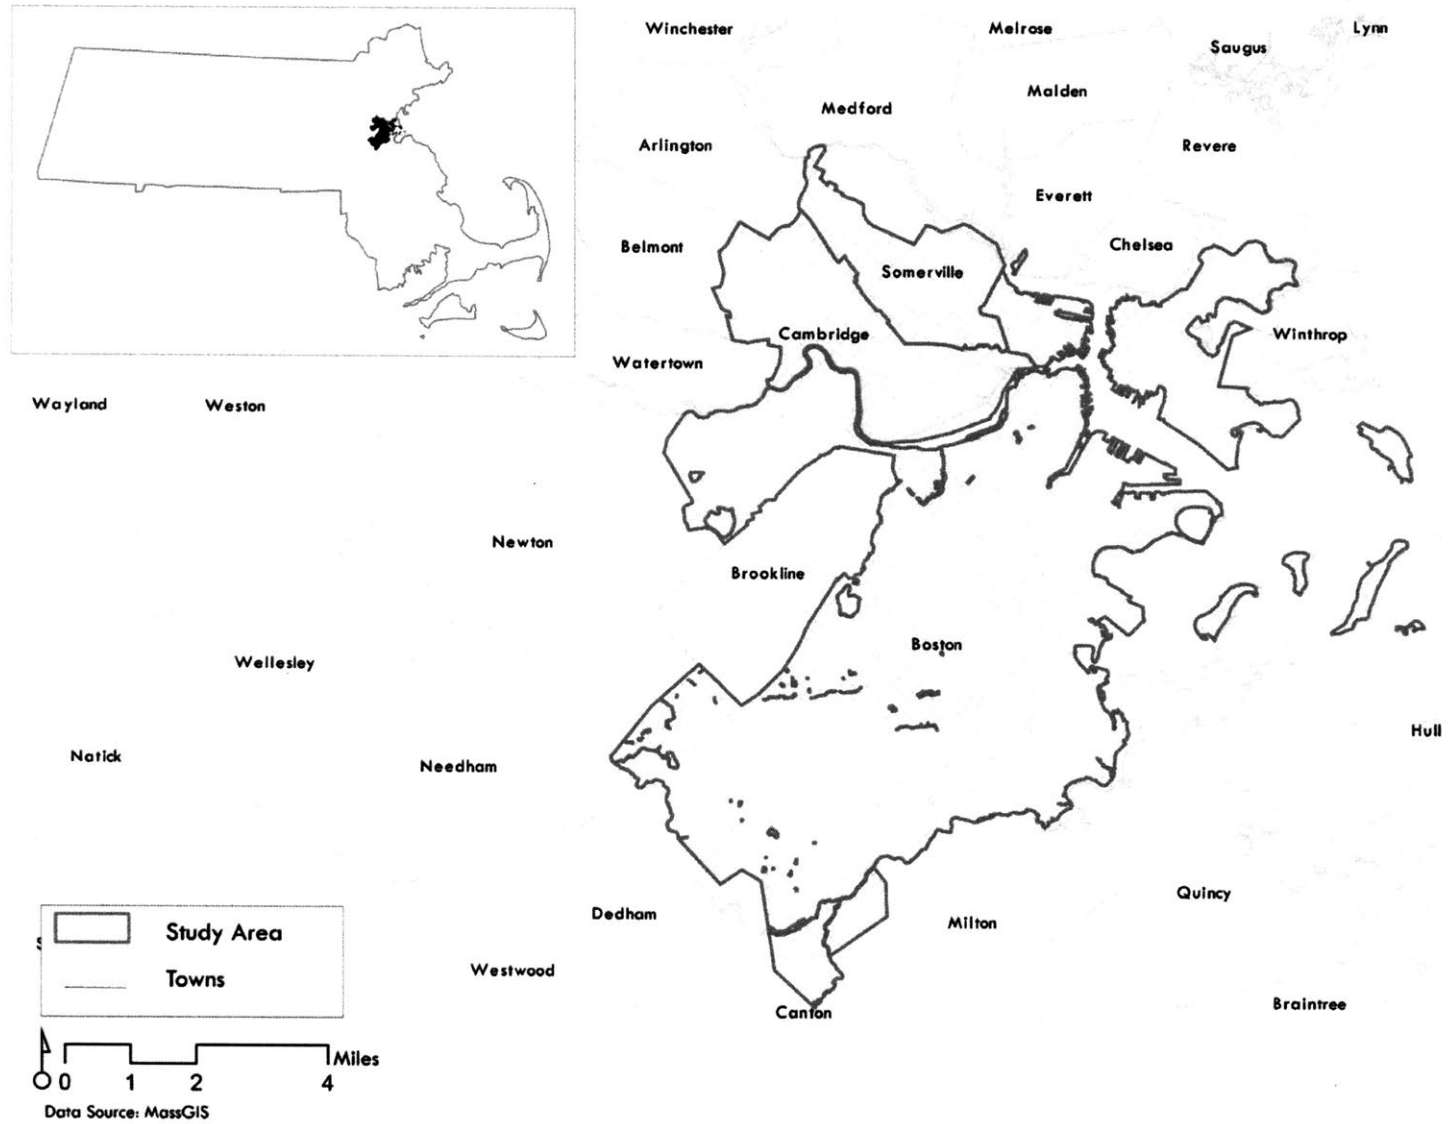 Winchester
Melrose
Lynn
Saugus
Malden
Medford
Arlington
Revere
Everett
Belmont
Chelsea
Somerville
Cambridge
Winthrop
Watertown
Wayland
Weston
Newton
Brookline
Boston
Wellesley
Hull
Natick
Needham
Quincy
Dedham
Milton
Study Area
Westwood
Towns
Braintree
Canton
Miles
0 1 2 4
Data Source: MassGIS